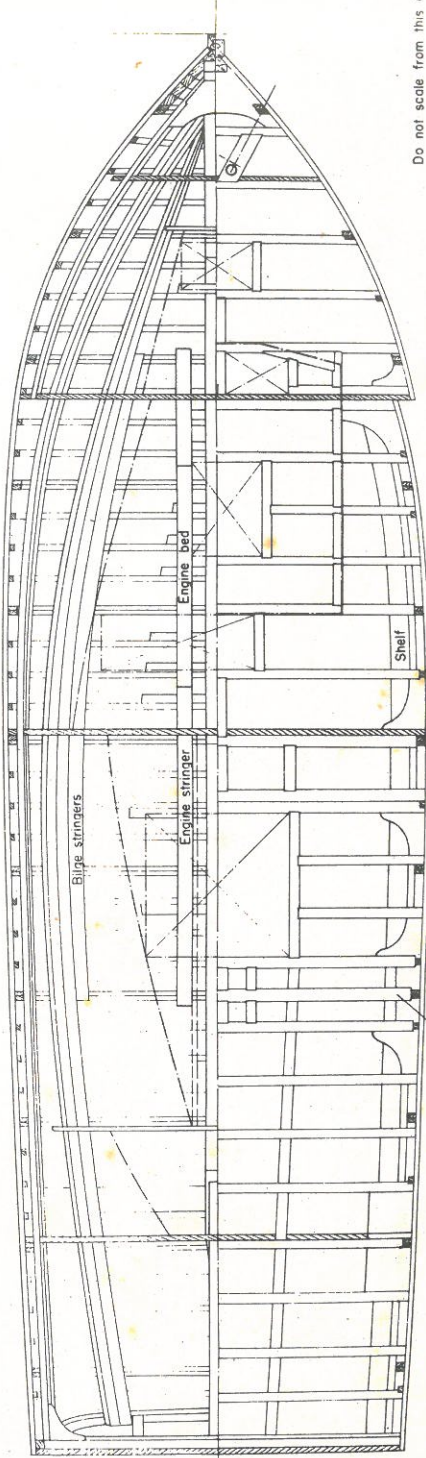 Do not scale from this
Engine bed
Shelf
Bilge stringers
Engine stringer